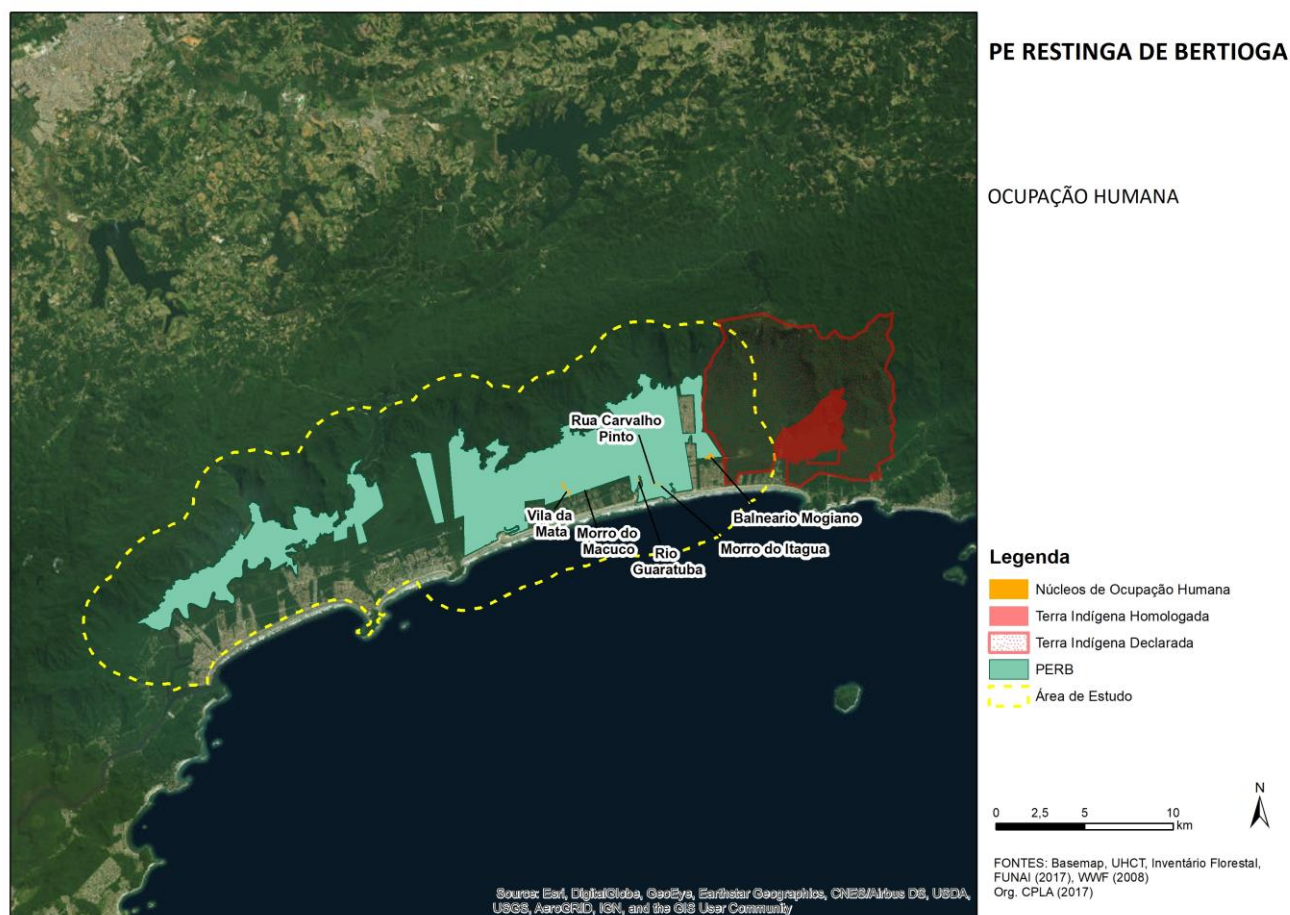 PE RESTINGA DE BERTIOGA
OCUPAÇÃO HUMANA
Rua Carvalho
Pinto
Vila da
Mata
Morro do
Macuco
Rio
Guaratuba
Balneario Mogiano
Morro do Itagua
Legenda
Núcleos de Ocupação Humana
Terra Indígena Homologada
Terra Indígena Declarada
PERB
Área de Estudo
N
0 2,5 5 10
km
FONTES: Basemap, UHCT, Inventário Florestal,
FUNAI (2017), WWF (2008)
Org. CPLA (2017)
Source: Esri, DigitalGlobe, GeoEye, Earthstar Geographics, CNES/Airbus DS, USDA,
USGS, AeroGRID, IGN, and the GIS User Community